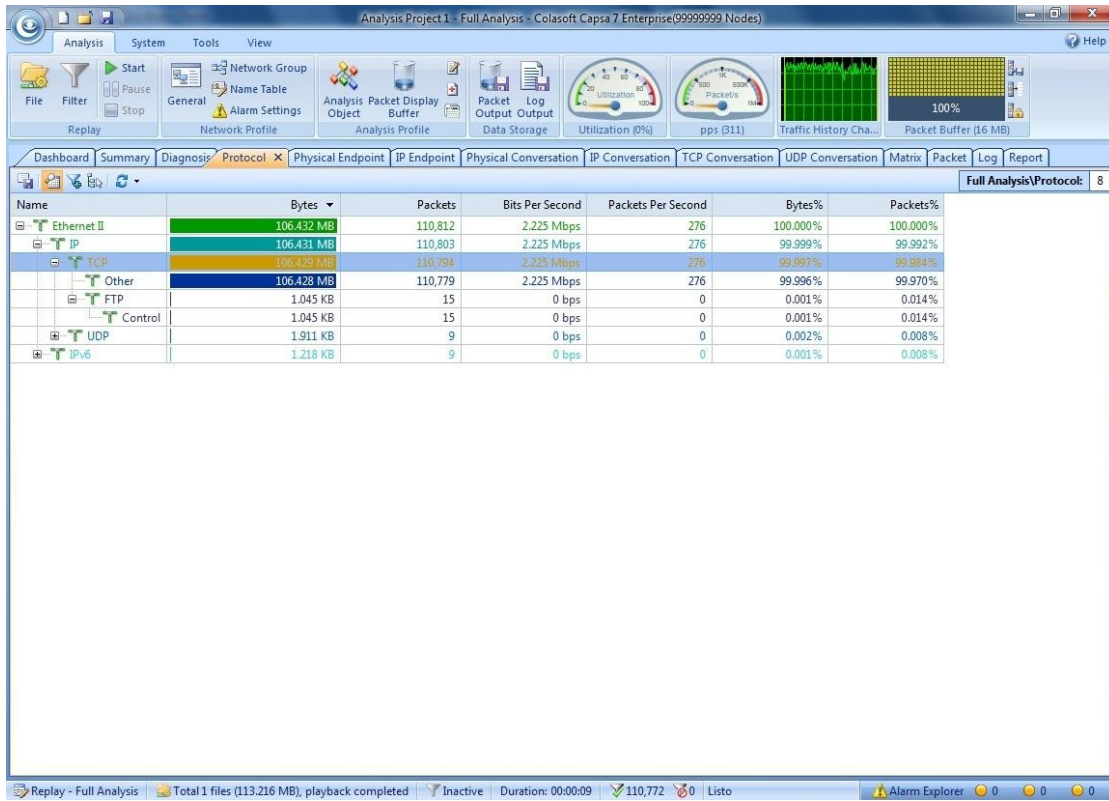 Analysis Project 1 - Full Analysis - Colasoft Capsa 7 Enterprise(99999999 Nodes)
Analysis System Tools View Help
File Filter Start Pause Stop
Replay
General Network Group Name Table Alarm Settings
Network Profile
Analysis Object Packet Display Buffer
Analysis Profile
Packet Output Log Output
Data Storage
0 20 40 60 80 100
Utilization
Utilization (0%)
0 500 1K 500K 1M
Packet/s
pps (311)
Traffic History Cha...
100%
Packet Buffer (16 MB)
Dashboard Summary Diagnosis Protocol Physical Endpoint IP Endpoint Physical Conversation IP Conversation TCP Conversation UDP Conversation Matrix Packet Log Report
Full Analysis\Protocol: 8
Name Bytes Packets Bits Per Second Packets Per Second Bytes% Packets%
Ethernet II 106.432 MB 110,812 2.225 Mbps 276 100.000% 100.000%
IP 106.431 MB 110,803 2.225 Mbps 276 99.999% 99.992%
TCP 106.429 MB 110,794 2.225 Mbps 276 99.997% 99.984%
Other 106.428 MB 110,779 2.225 Mbps 276 99.996% 99.970%
FTP 1.045 KB 15 0 bps 0 0.001% 0.014%
Control 1.045 KB 15 0 bps 0 0.001% 0.014%
UDP 1.911 KB 9 0 bps 0 0.002% 0.008%
IPv6 1.218 KB 9 0 bps 0 0.001% 0.008%
Replay - Full Analysis Total 1 files (113.216 MB), playback completed Inactive Duration: 00:00:09 110,772 0 Listo Alarm Explorer 0 0 0